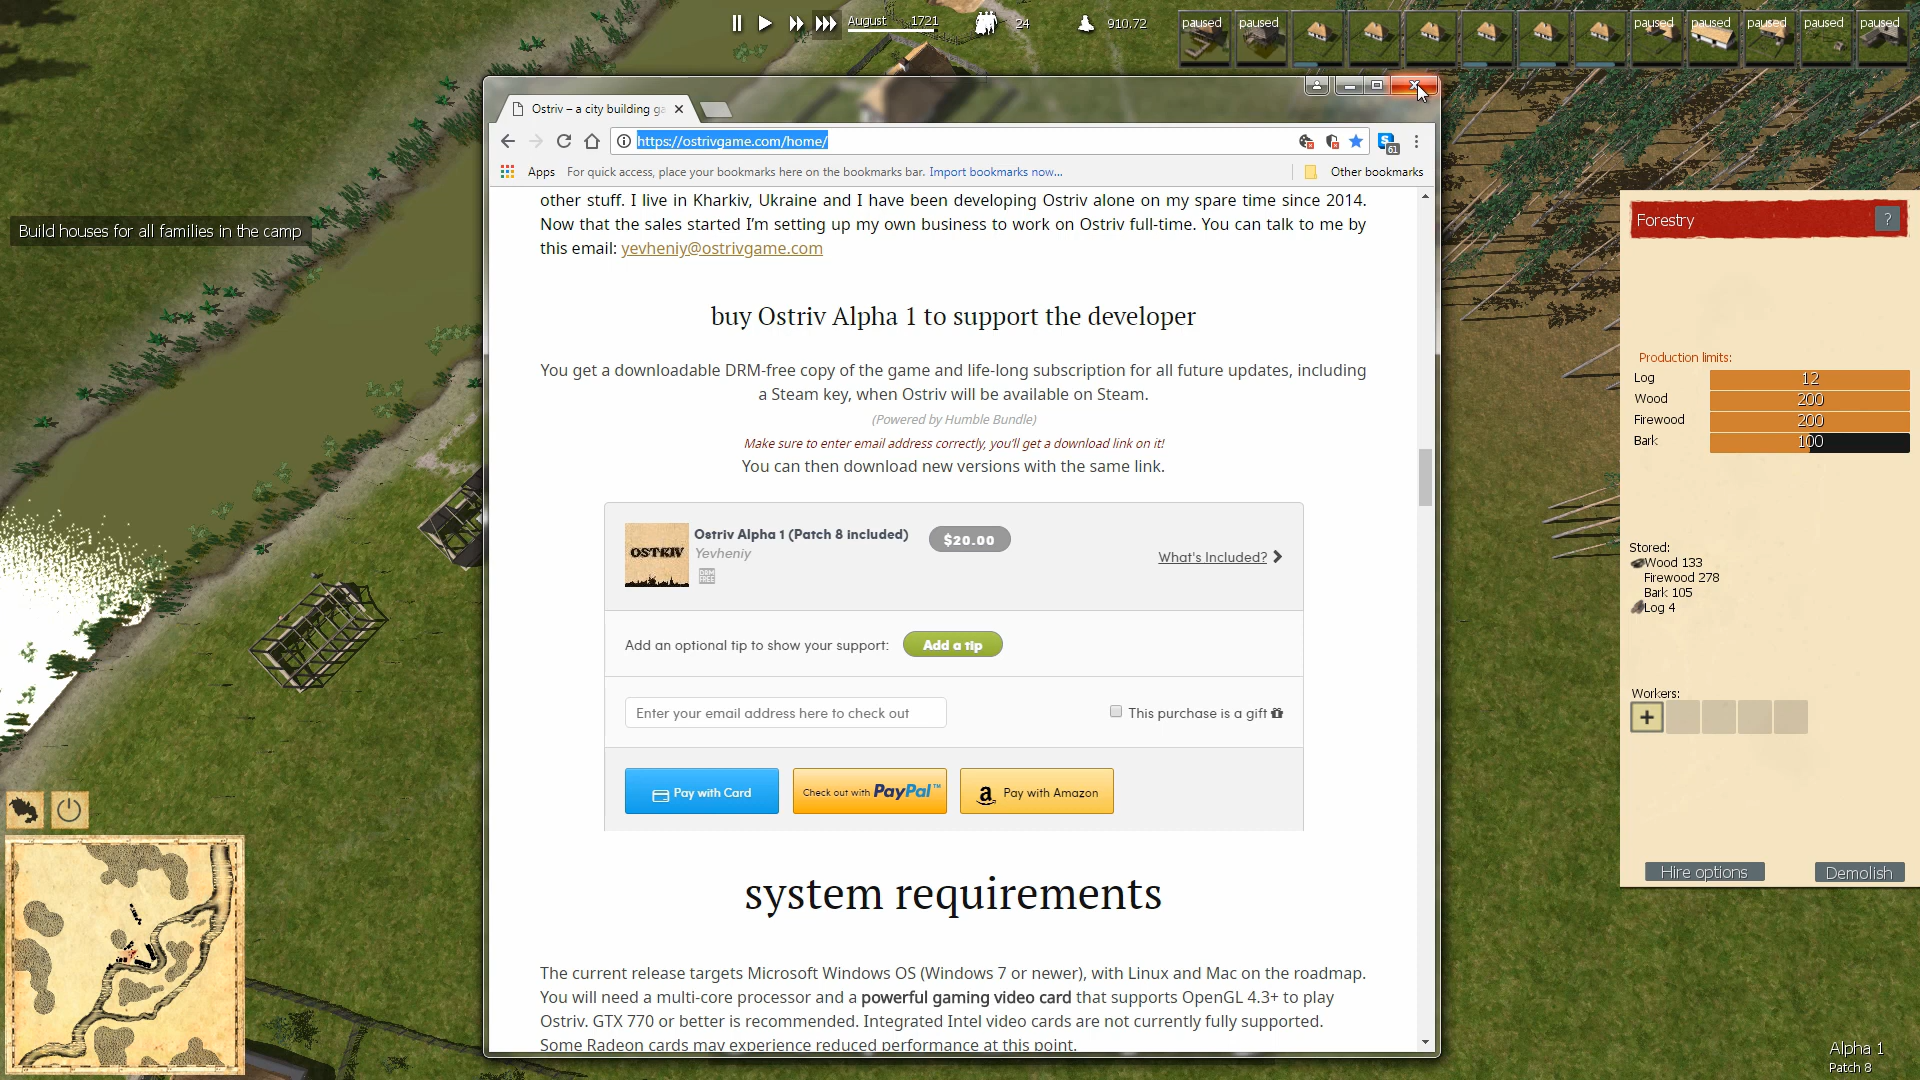 August 1721
24
910.72
paused paused paused paused paused paused paused
Build houses for all families in the camp
Ostriv – a city building ga
https://ostrivgame.com/home/
61
Apps For quick access, place your bookmarks here on the bookmarks bar. Import bookmarks now... Other bookmarks
other stuff. I live in Kharkiv, Ukraine and I have been developing Ostriv alone on my spare time since 2014.
Now that the sales started I'm setting up my own business to work on Ostriv full-time. You can talk to me by
this email: yevheniy@ostrivgame.com
buy Ostriv Alpha 1 to support the developer
You get a downloadable DRM-free copy of the game and life-long subscription for all future updates, including
a Steam key, when Ostriv will be available on Steam.
(Powered by Humble Bundle)
Make sure to enter email address correctly, you'll get a download link on it!
You can then download new versions with the same link.
OSTRIV
Ostriv Alpha 1 (Patch 8 included) $20.00
Yevheniy
DRM
FREE
What's Included?
Add an optional tip to show your support: Add a tip
Enter your email address here to check out
This purchase is a gift
Pay with Card
Check out with PayPal™
a Pay with Amazon
system requirements
The current release targets Microsoft Windows OS (Windows 7 or newer), with Linux and Mac on the roadmap.
You will need a multi-core processor and a powerful gaming video card that supports OpenGL 4.3+ to play
Ostriv. GTX 770 or better is recommended. Integrated Intel video cards are not currently fully supported.
Some Radeon cards may experience reduced performance at this point.
Forestry ?
Production limits:
Log 12
Wood 200
Firewood 200
Bark 100
Stored:
Wood 133
Firewood 278
Bark 105
Log 4
Workers:
+
Hire options Demolish
Alpha 1
Patch 8